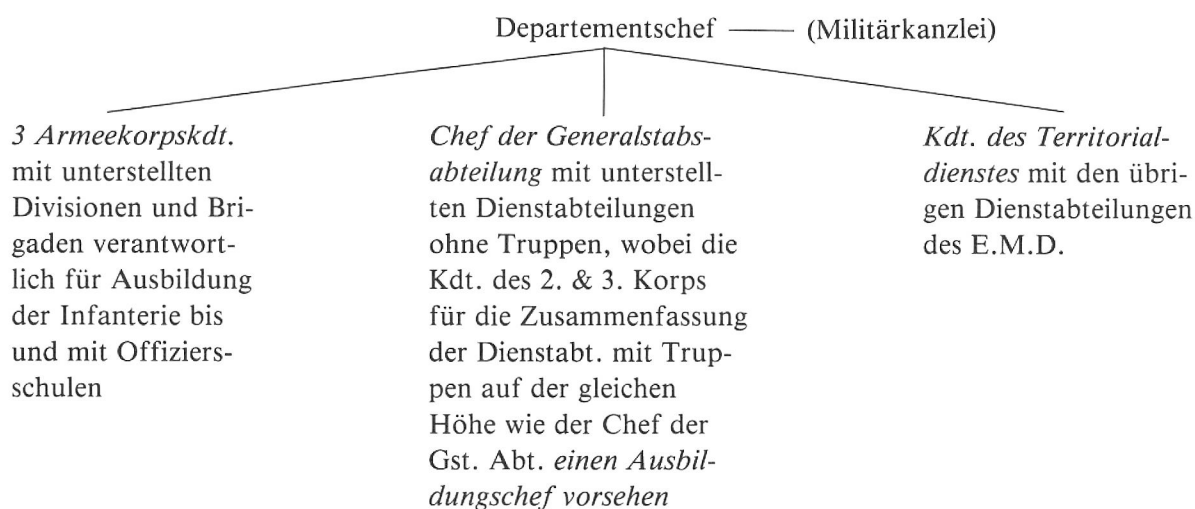 Departementschef —— (Militärkanzlei)
3 Armeekorpskdt.
mit unterstellten
Divisionen und Bri-
gaden verantwort-
lich für Ausbildung
der Infanterie bis
und mit Offiziers-
schulen
Chef der Generalstabs-
abteilung mit unterstell-
ten Dienstabteilungen
ohne Truppen, wobei die
Kdt. des 2. & 3. Korps
für die Zusammenfassung
der Dienstabt. mit Trup-
pen auf der gleichen
Höhe wie der Chef der
Gst. Abt. einen Ausbil-
dungschef vorsehen
Kdt. des Territorial-
dienstes mit den übri-
gen Dienstabteilungen
des E.M.D.